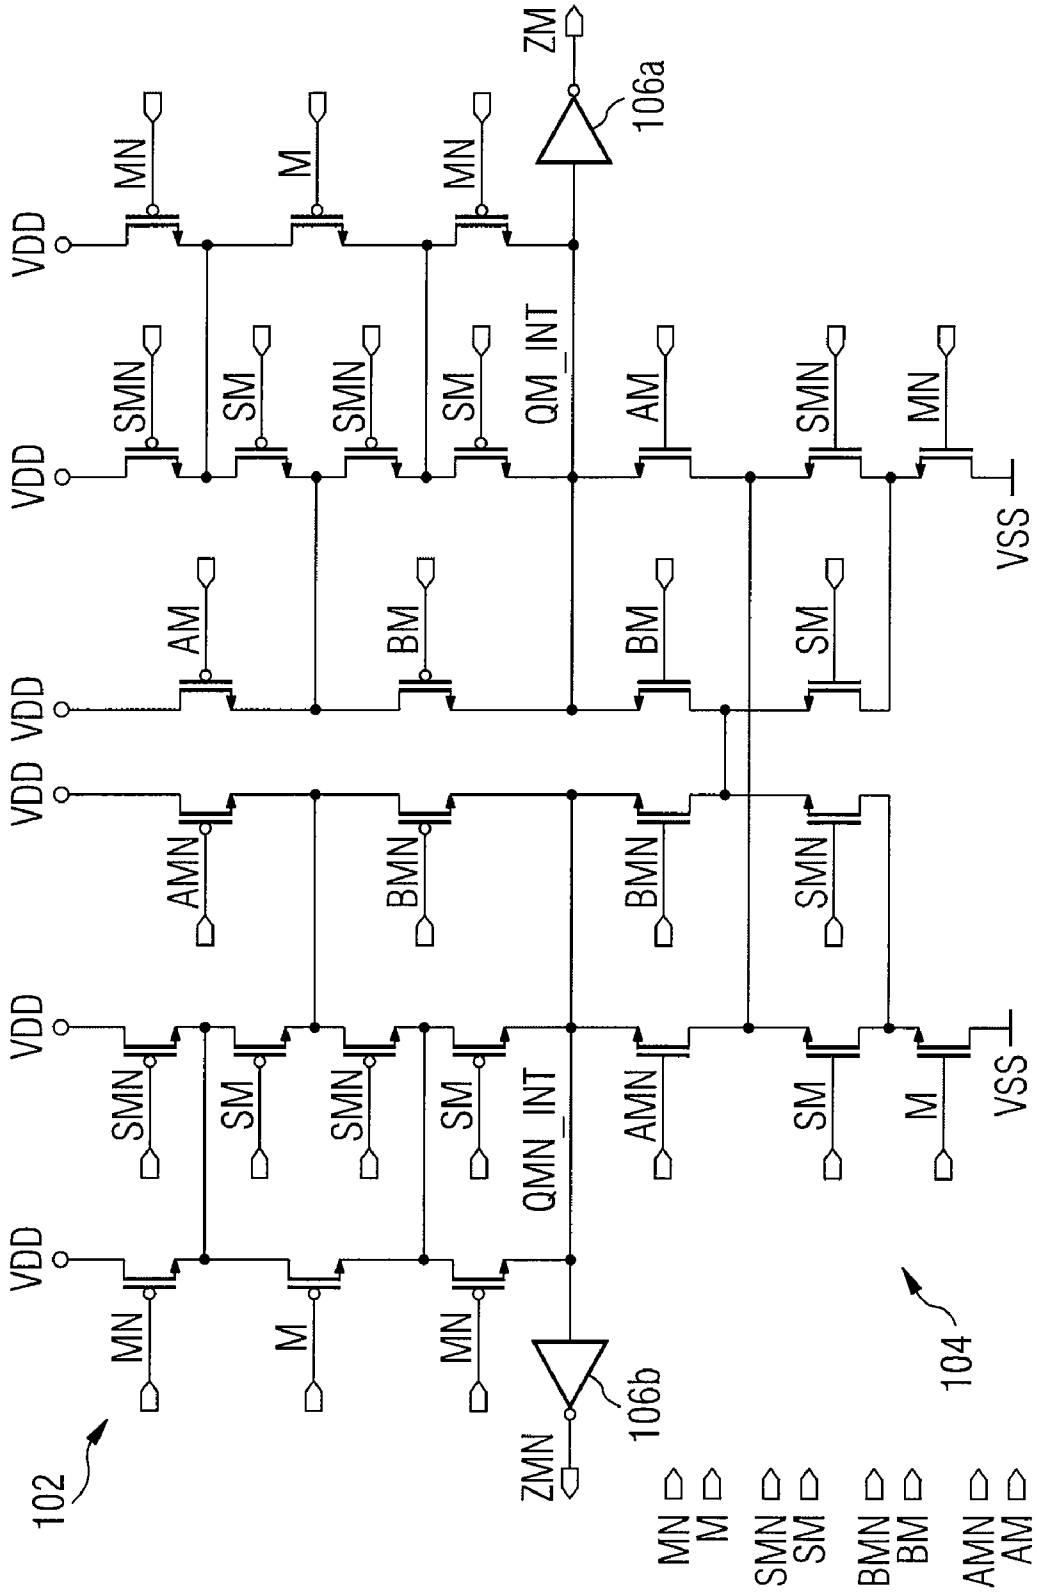 102
VDD
VDD
VDD
VDD
VDD
VDD
MN
SMN
SMN
MN
AMN
AM
SM
SM
M
SMN
SMN
M
BMN
BM
MN
SM
SM
MN
ZMN
106b
QMN_INT
QM_INT
106a
ZM
AMN
BMN
BM
AM
SM
SMN
SM
SMN
M
MN
VSS
VSS
104
MN
M
SMN
SM
BMN
BM
AMN
AM